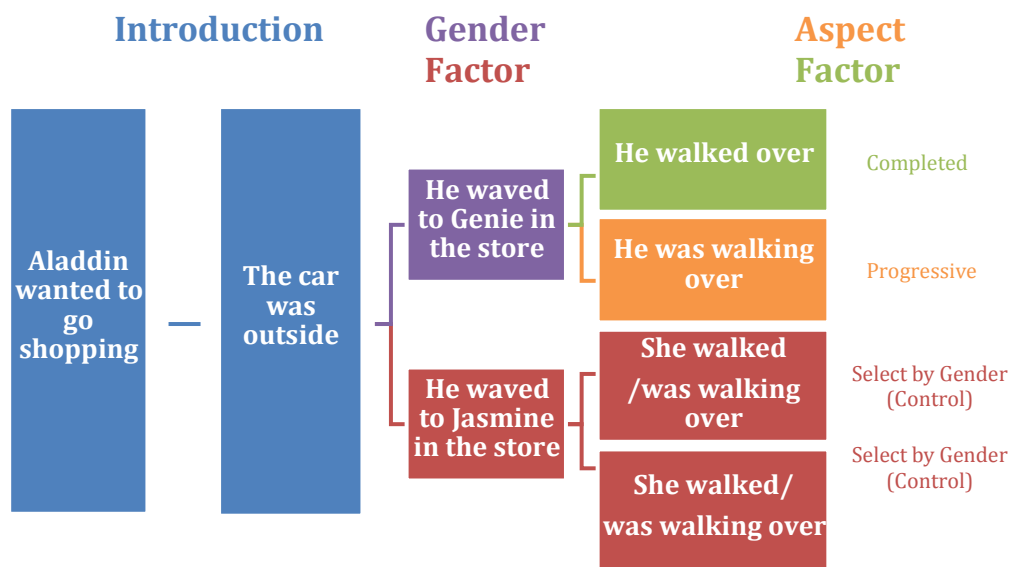 Introduction
Gender
Factor
Aspect
Factor
Aladdin
wanted to
go
shopping
The car
was
outside
He waved
to Genie in
the store
He waved
to Jasmine
in the store
He walked over
Completed
He was walking
over
Progressive
She walked
/was walking
over
Select by Gender
(Control)
She walked/
was walking over
Select by Gender
(Control)